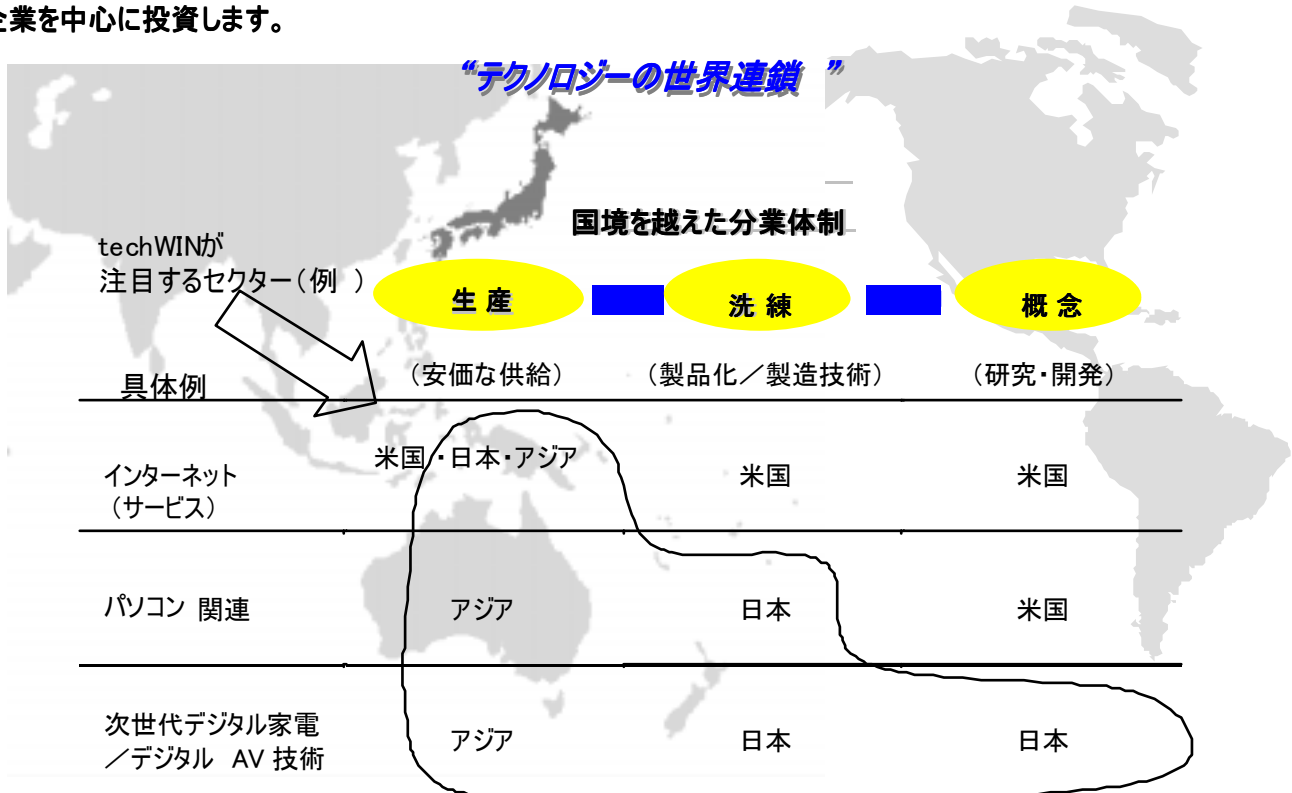 企業を中心に投資します。
“テクノロジーの世界連鎖 ”
国境を越えた分業体制
techWINが
注目するセクター(例 )
生 産
洗 練
概 念
具体例
(安価な供給)
(製品化/製造技術)
(研究・開発)
インターネット
(サービス)
米国 ・日本・アジア
米国
米国
パソコン 関連
アジア
日本
米国
次世代デジタル家電
/デジタル AV 技術
アジア
日本
日本